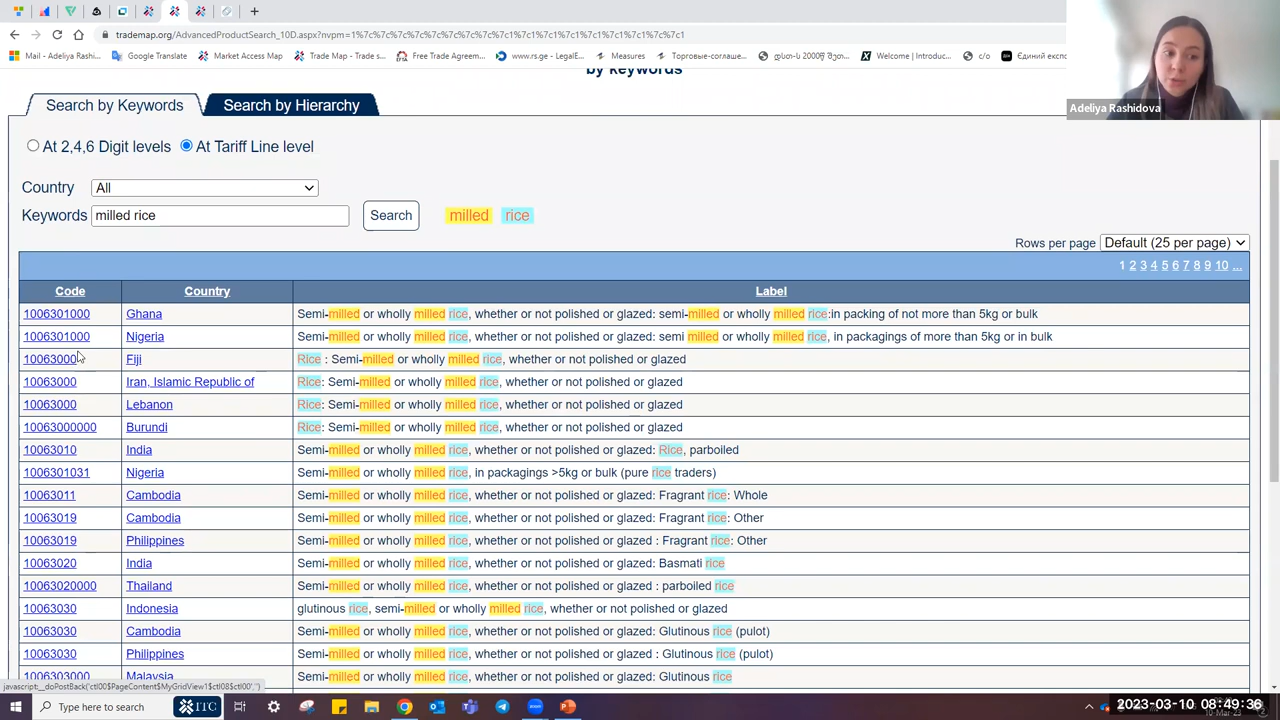 trademap.org/AdvancedProductSearch_10D.aspx?nvpm=1%7c%7c%7c%7c%7c%7c%7c%7c%7c%7c1%7c1%7c1%7c1%7c1%7c1%7c1%7c1%7c1
Mail - Adeliya Rashi...
Google Translate
Market Access Map
Trade Map - Trade s...
Free Trade Agreem...
www.rs.ge - LegalE...
Measures
Торговые-соглаше...
Welcome | Introduc...
c/o
Єдиний експо
Adeliya Rashidova
by keywords
Search by Keywords
Search by Hierarchy
At 2,4,6 Digit levels
At Tariff Line level
Country All
Keywords milled rice Search milled rice
Rows per page Default (25 per page)
1 2 3 4 5 6 7 8 9 10 ...
Code Country Label
1006301000 Ghana Semi-milled or wholly milled rice, whether or not polished or glazed: semi-milled or wholly milled rice:in packing of not more than 5kg or bulk
1006301000 Nigeria Semi-milled or wholly milled rice, whether or not polished or glazed: semi milled or wholly milled rice, in packagings of more than 5kg or in bulk
10063000 Fiji Rice : Semi-milled or wholly milled rice, whether or not polished or glazed
10063000 Iran, Islamic Republic of Rice: Semi-milled or wholly milled rice, whether or not polished or glazed
10063000 Lebanon Rice: Semi-milled or wholly milled rice, whether or not polished or glazed
10063000000 Burundi Rice: Semi-milled or wholly milled rice, whether or not polished or glazed
10063010 India Semi-milled or wholly milled rice, whether or not polished or glazed: Rice, parboiled
1006301031 Nigeria Semi-milled or wholly milled rice, in packagings >5kg or bulk (pure rice traders)
10063011 Cambodia Semi-milled or wholly milled rice, whether or not polished or glazed: Fragrant rice: Whole
10063019 Cambodia Semi-milled or wholly milled rice, whether or not polished or glazed: Fragrant rice: Other
10063019 Philippines Semi-milled or wholly milled rice, whether or not polished or glazed : Fragrant rice: Other
10063020 India Semi-milled or wholly milled rice, whether or not polished or glazed: Basmati rice
10063020000 Thailand Semi-milled or wholly milled rice, whether or not polished or glazed : parboiled rice
10063030 Indonesia glutinous rice, semi-milled or wholly milled rice, whether or not polished or glazed
10063030 Cambodia Semi-milled or wholly milled rice, whether or not polished or glazed: Glutinous rice (pulot)
10063030 Philippines Semi-milled or wholly milled rice, whether or not polished or glazed : Glutinous rice (pulot)
1006303000 Malaysia Semi-milled or wholly milled rice, whether or not polished or glazed: Glutinous rice
javascript:__doPostBack('ctl00$PageContent$MyGridView1$ctl08$ctl00','')
Type here to search
ITC
2023-03-10 08:49:36